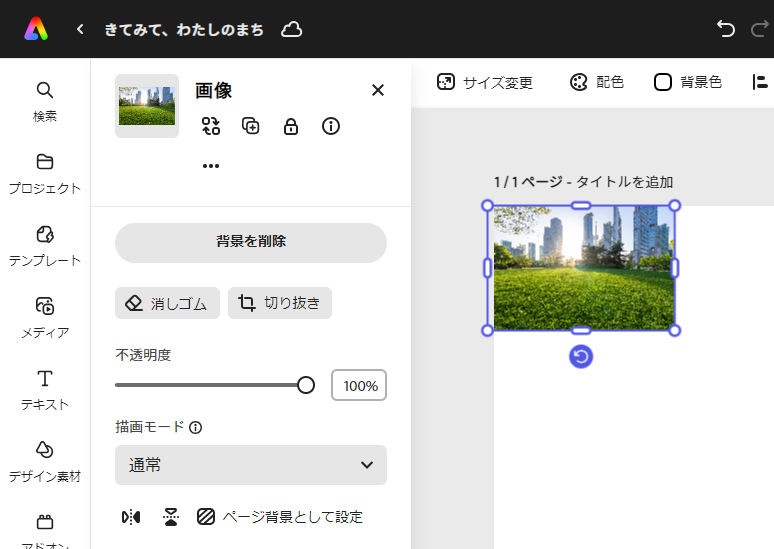 きてみて、わたしのまち
検索
プロジェクト
テンプレート
メディア
テキスト
デザイン素材
アドオン
画像
背景を削除
消しゴム
切り抜き
不透明度
100%
描画モード
通常
ページ背景として設定
サイズ変更
配色
背景色
1 / 1 ページ - タイトルを追加